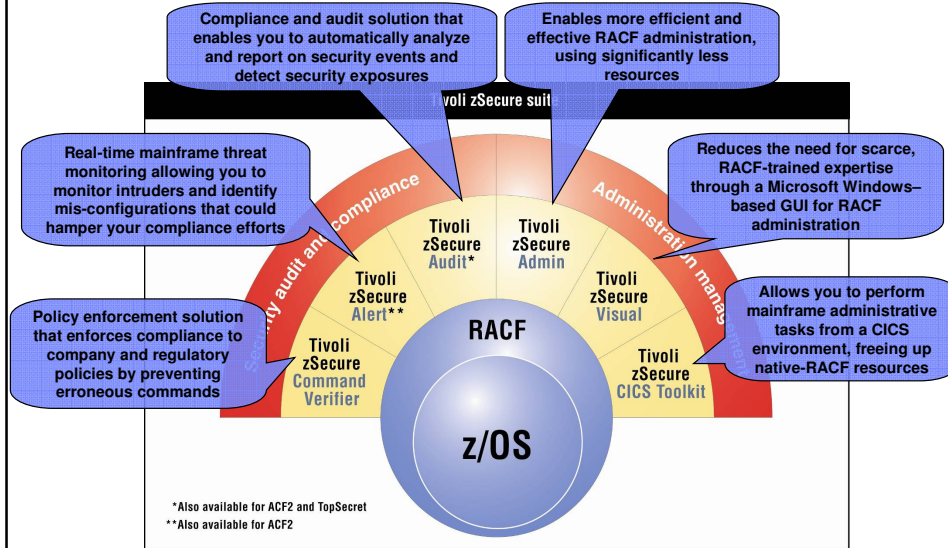 Compliance and audit solution that
enables you to automatically analyze
and report on security events and
detect security exposures
Enables more efficient and
effective RACF administration,
using significantly less
resources
Tivoli zSecure suite
Real-time mainframe threat
monitoring allowing you to
monitor intruders and identify
mis-configurations that could
hamper your compliance efforts
Reduces the need for scarce,
RACF-trained expertise
through a Microsoft Windows–
based GUI for RACF
administration
Policy enforcement solution
that enforces compliance to
company and regulatory
policies by preventing
erroneous commands
Allows you to perform
mainframe administrative
tasks from a CICS
environment, freeing up
native-RACF resources
Security audit and compliance
Administration management
Tivoli
zSecure
Command
Verifier
Tivoli
zSecure
Alert**
Tivoli
zSecure
Audit*
Tivoli
zSecure
Admin
Tivoli
zSecure
Visual
Tivoli
zSecure
CICS Toolkit
RACF
z/OS
*Also available for ACF2 and TopSecret
**Also available for ACF2